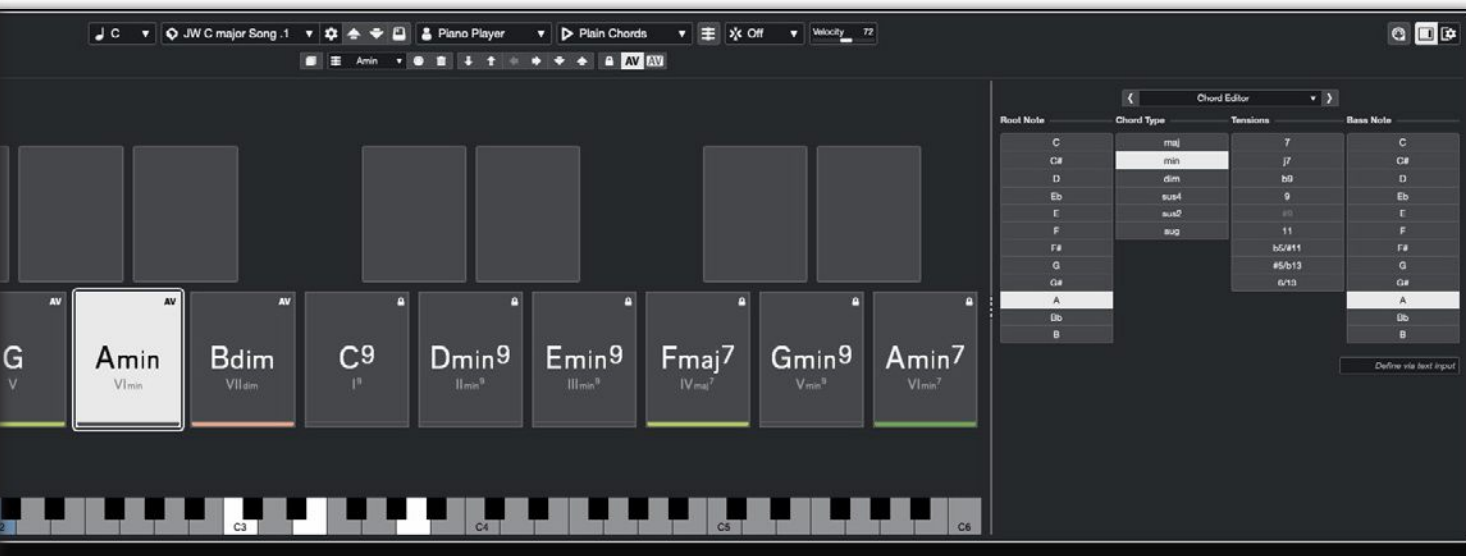 C JW C major Song .1 Piano Player Plain Chords Off Velocity 72
Amin AV AV
Chord Editor
Root Note Chord Type Tensions Bass Note
C maj 7 C
C# min j7 C#
D dim b9 D
Eb sus4 9 Eb
E sus2 #9 E
F aug 11 F
F# b5/#11 F#
G #5/b13 G
G# 6/13 G#
A A
Bb Bb
B B
Define via text input
AV AV AV
G Amin Bdim C9 Dmin9 Emin9 Fmaj7 Gmin9 Amin7
V VImin VIIdim I9 IImin9 IIImin9 IVmaj7 Vmin9 VImin7
2 C3 C4 C5 C6